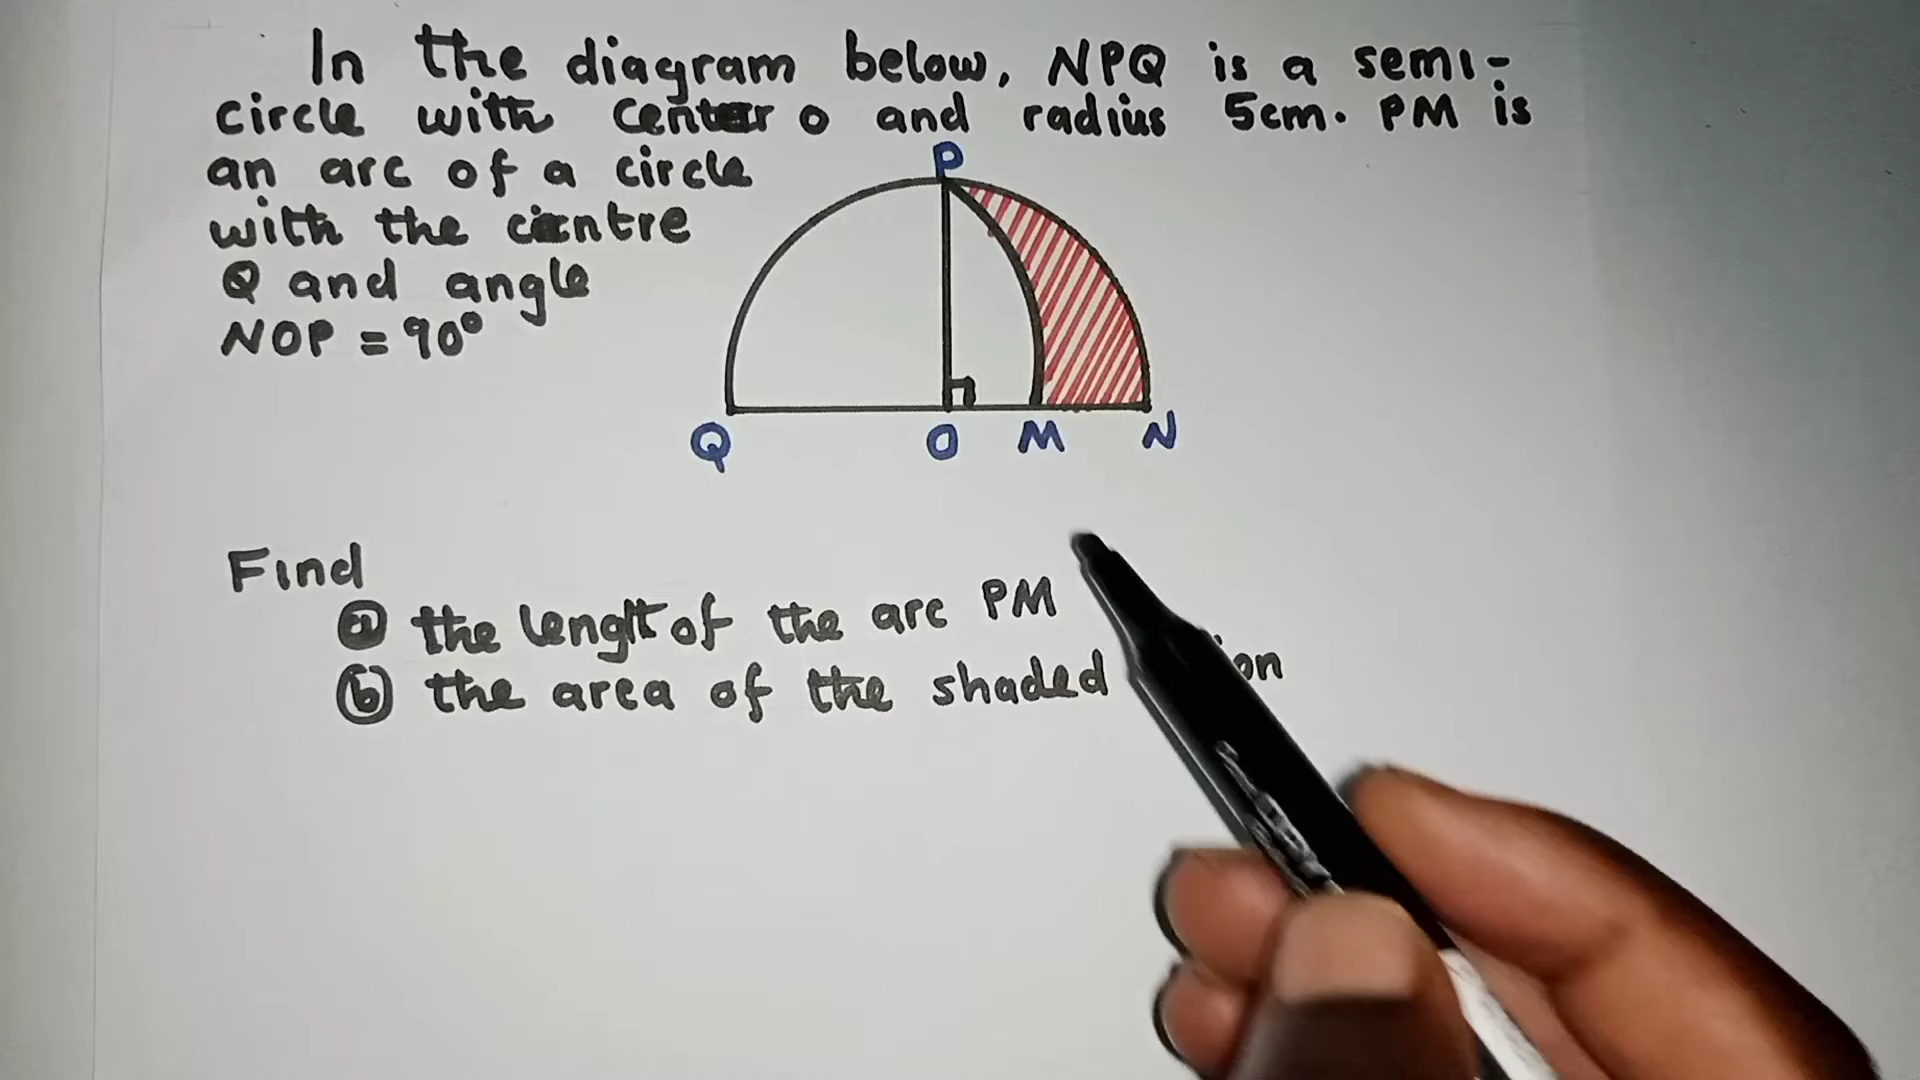 In the diagram below, NPQ is a semi-
circle with center o and radius 5cm. PM is
an arc of a circle
with the centre
Q and angle
NOP = 90°
P
Q O M N
Find
(a) the lengtt of the arc PM
(b) the area of the shaded